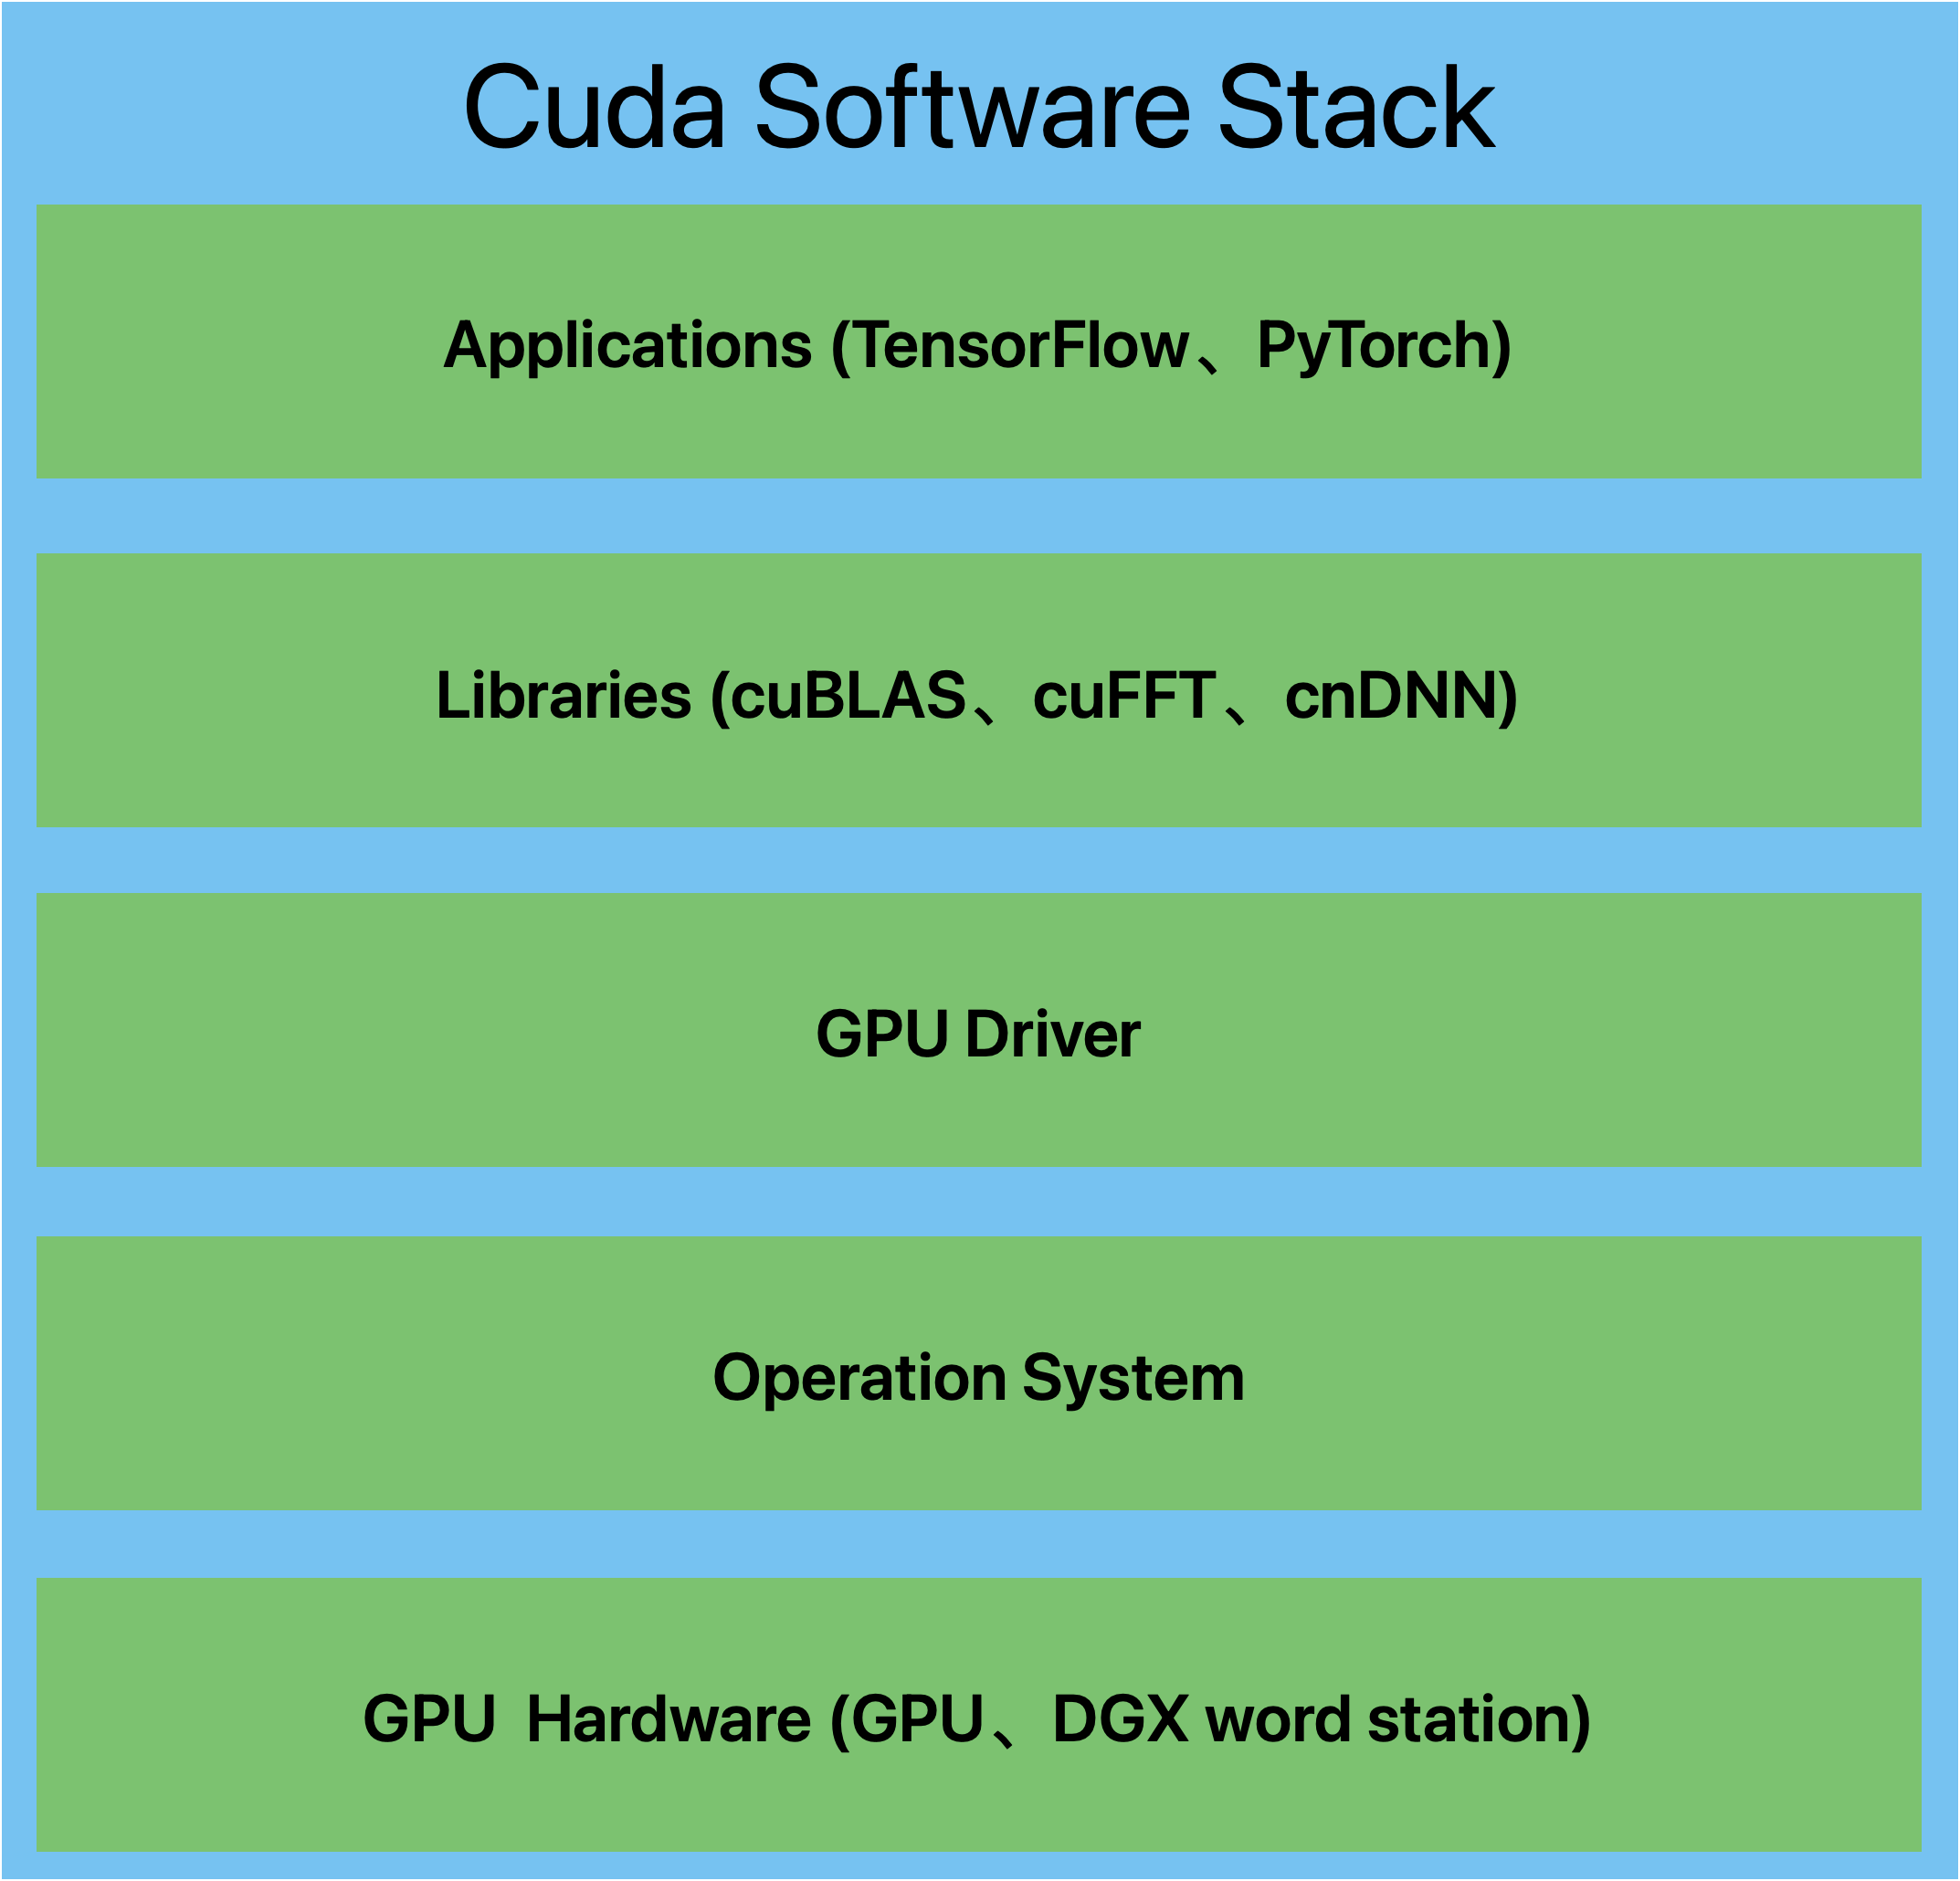 Cuda Software Stack
Applications (TensorFlow、 PyTorch)
Libraries (cuBLAS、 cuFFT、 cnDNN)
GPU Driver
Operation System
GPU  Hardware (GPU、 DGX word station)